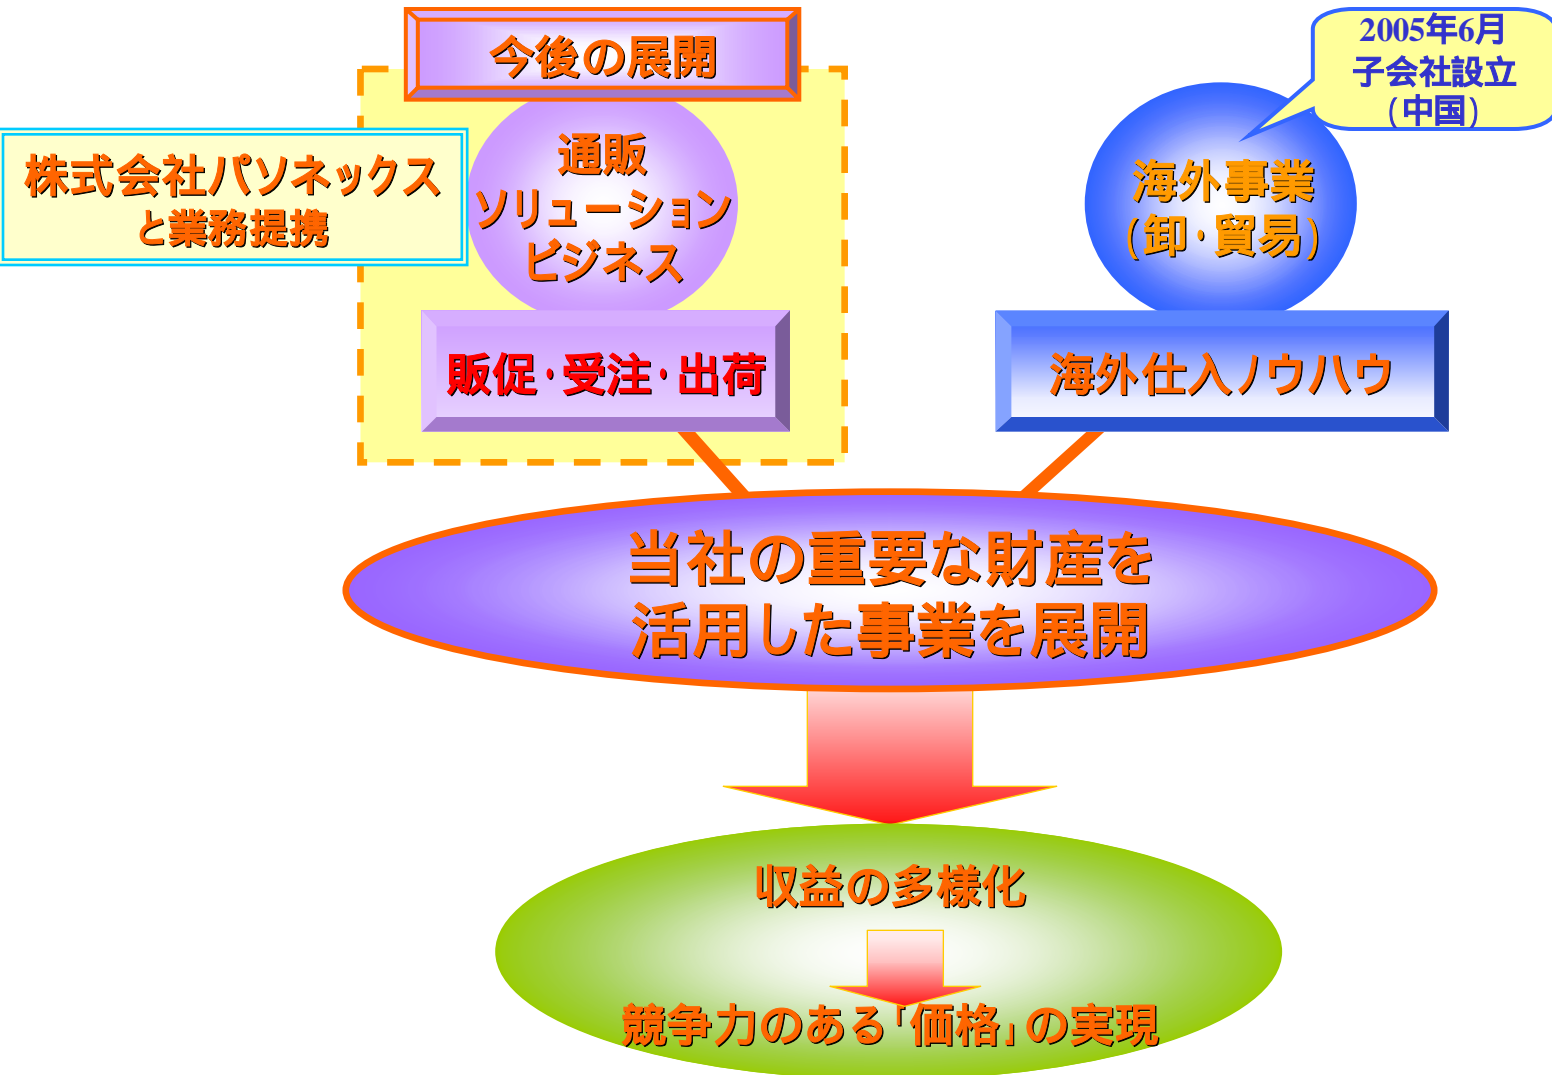 今後の展開
2005年6月
子会社設立
(中国)
株式会社パソネックス
と業務提携
通販
ソリューション
ビジネス
海外事業
(卸・貿易)
販促・受注・出荷
海外仕入ノウハウ
当社の重要な財産を
活用した事業を展開
収益の多様化
競争力のある「価格」の実現